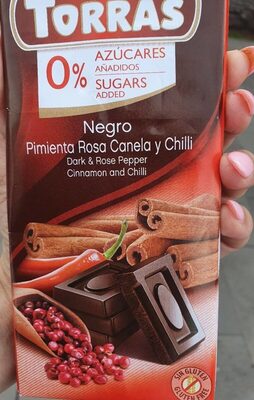 TORRAS
0%
AZÚCARES
AÑADIDOS
SUGARS
ADDED
Negro
Pimienta Rosa Canela y Chilli
Dark & Rose Pepper
Cinnamon and Chilli
SIN GLUTEN
GLUTEN FREE